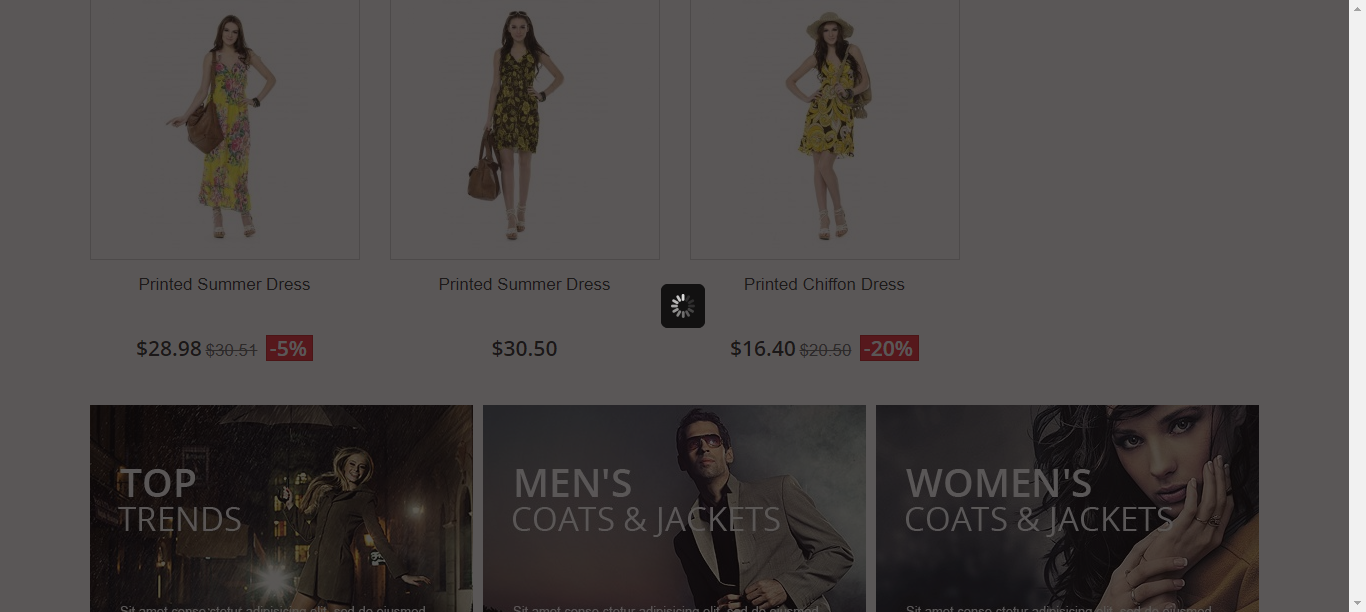 Printed Summer Dress
Printed Summer Dress
Printed Chiffon Dress
$28.98 $30.51 -5%
$30.50
$16.40 $20.50 -20%
TOP
TRENDS
MEN'S
COATS & JACKETS
WOMEN'S
COATS & JACKETS
Sit amet conse ctetur adipisicing elit, sed do eiusmod
Sit amet conse ctetur adipisicing elit, sed do eiusmod
Sit amet conse ctetur adipisicing elit, sed do eiusmod